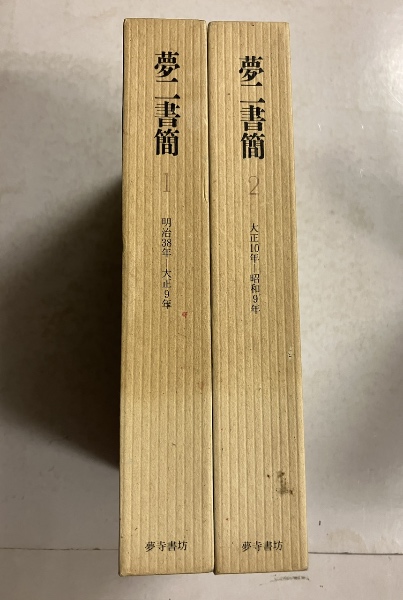 夢二書簡
1
明治38年―大正9年
夢寺書坊
夢二書簡
2
大正10年―昭和9年
夢寺書坊